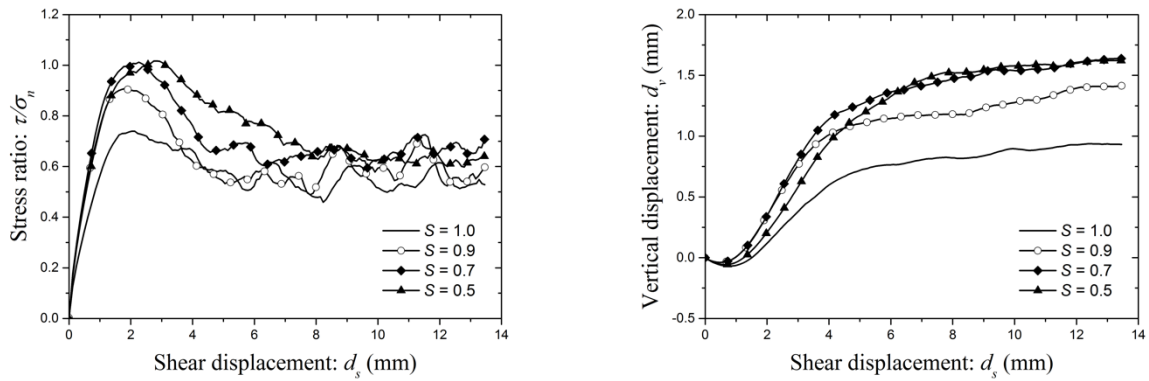 1.2
1.0
0.8
0.6
0.4
0.2
0.0
Stress ratio: τ/σₙ
0 2 4 6 8 10 12 14
Shear displacement: dₛ (mm)
S = 1.0
S = 0.9
S = 0.7
S = 0.5
2.0
1.5
1.0
0.5
0.0
-0.5
Vertical displacement: dᵥ (mm)
0 2 4 6 8 10 12 14
Shear displacement: dₛ (mm)
S = 1.0
S = 0.9
S = 0.7
S = 0.5